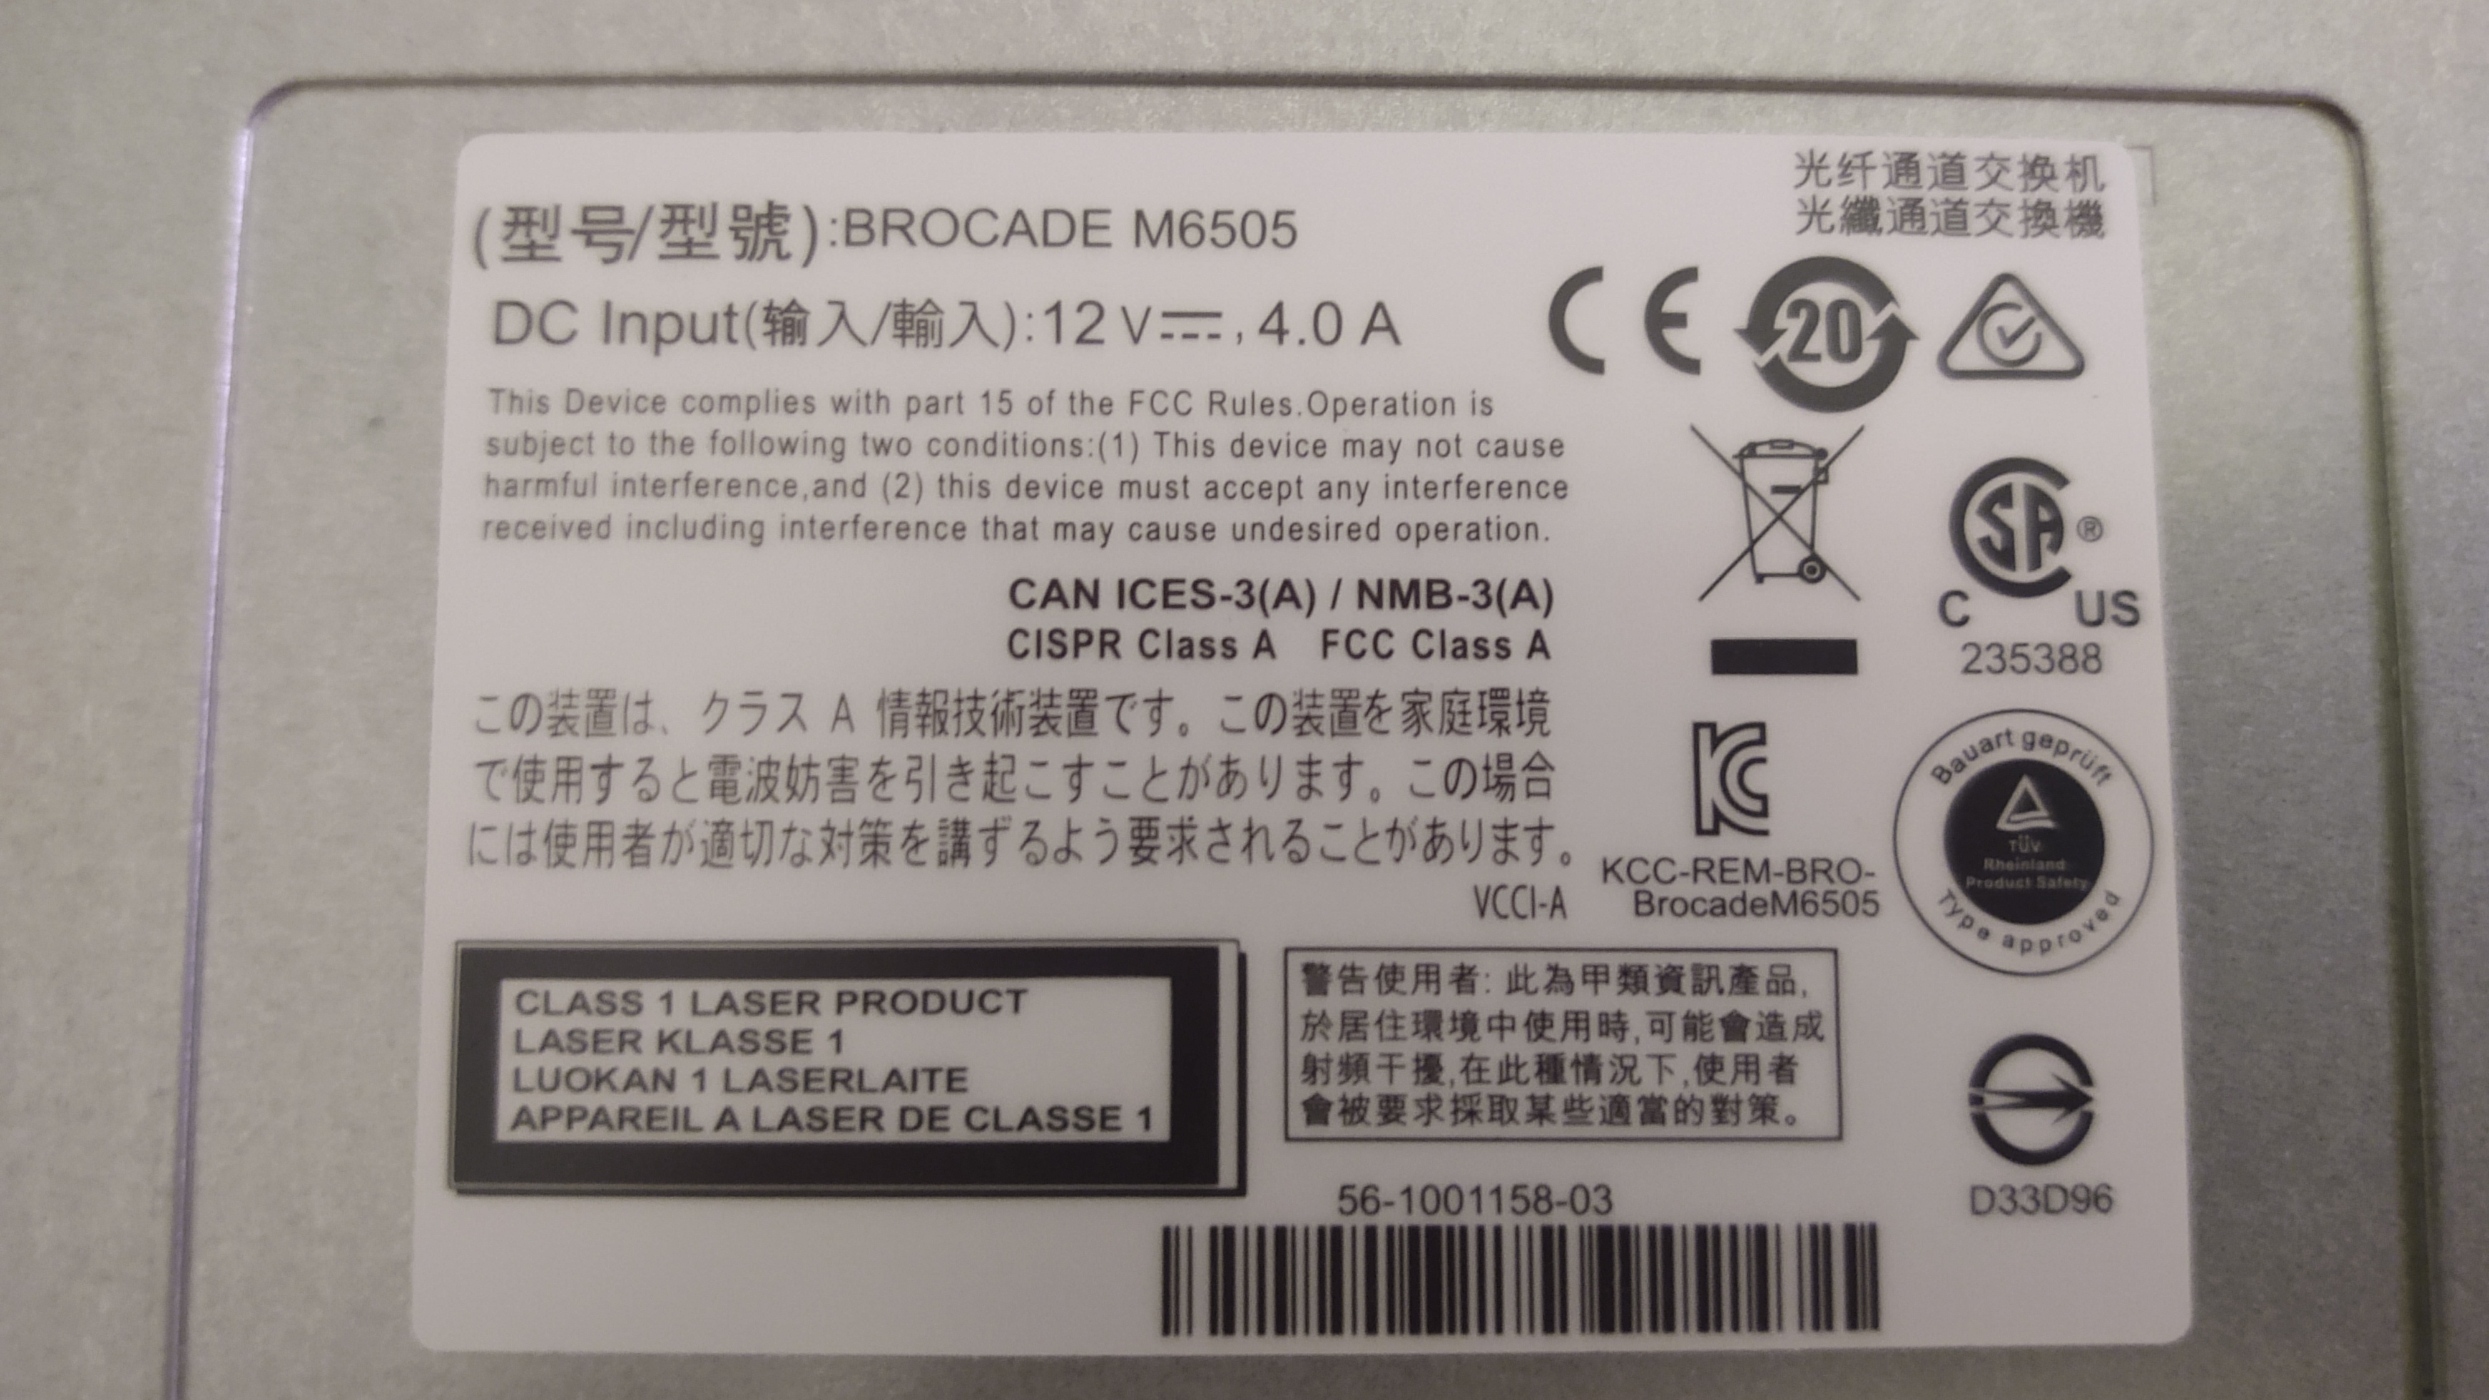 光纤通道交换机
光纖通道交換機
(型号/型號):BROCADE M6505
DC Input(输入/輸入):12 V⎓, 4.0 A
CE
20
This Device complies with part 15 of the FCC Rules.Operation is
subject to the following two conditions:(1) This device may not cause
harmful interference,and (2) this device must accept any interference
received including interference that may cause undesired operation.
SA ®
C US
235388
CAN ICES-3(A) / NMB-3(A)
CISPR Class A FCC Class A
この装置は、クラス A 情報技術装置です。この装置を家庭環境
で使用すると電波妨害を引き起こすことがあります。この場合
には使用者が適切な対策を講ずるよう要求されることがあります。
VCCI-A
KC
KCC-REM-BRO-
BrocadeM6505
Bauart geprüft
TÜV
Rheinland
Product Safety
Type approved
CLASS 1 LASER PRODUCT
LASER KLASSE 1
LUOKAN 1 LASERLAITE
APPAREIL A LASER DE CLASSE 1
警告使用者: 此為甲類資訊產品,
於居住環境中使用時,可能會造成
射頻干擾,在此種情況下,使用者
會被要求採取某些適當的對策。
D33D96
56-1001158-03